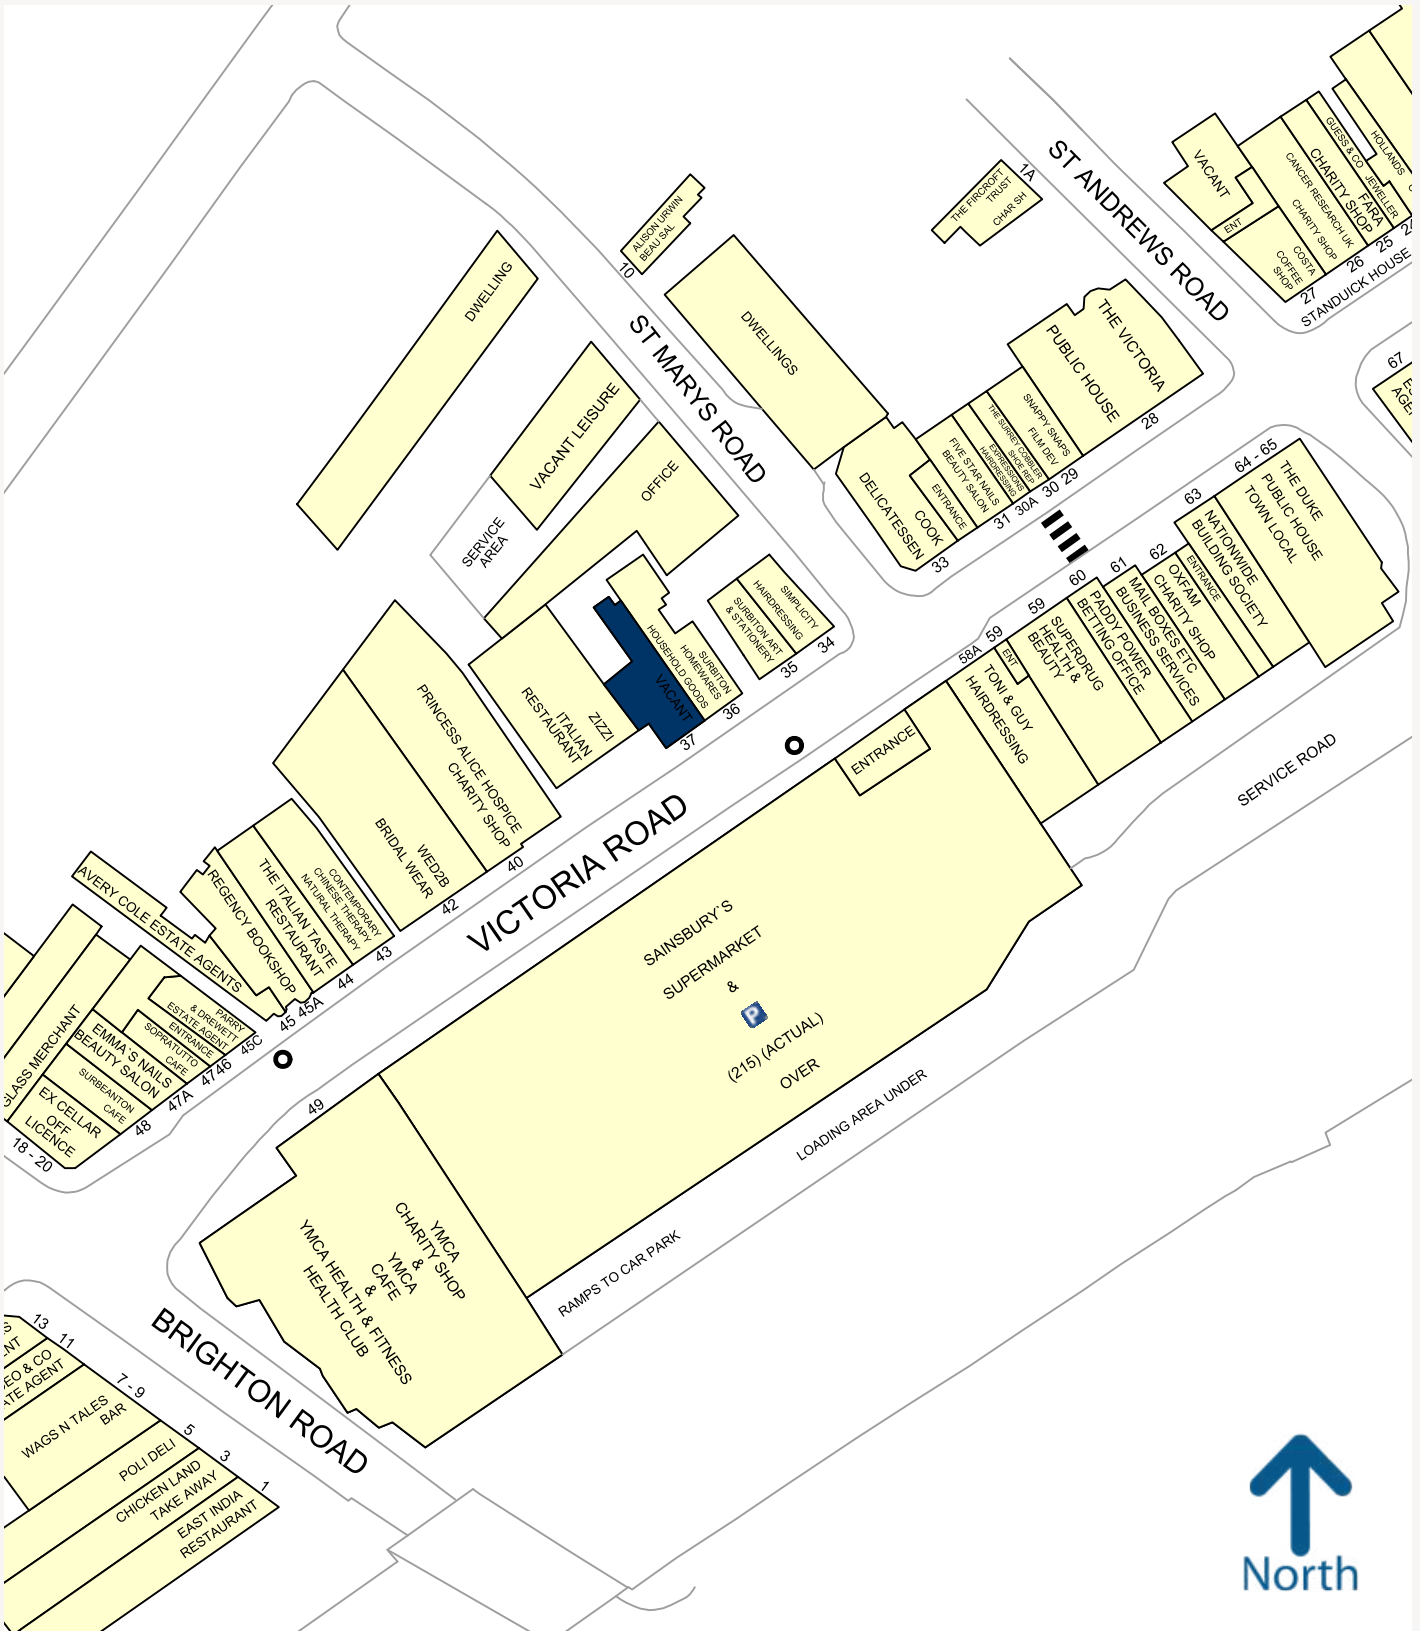 ST ANDREWS ROAD
1A
THE FIRCROFT
TRUST
CHAR SH
VACANT
ENT
COSTA
COFFEE
SHOP
27
CANCER RESEARCH UK
CHARITY SHOP
26
FARA
CHARITY SHOP
25
GUESS & CO
JEWELLER
HOLLANDS
STANDUICK HOUSE
67
ALISON URWIN
BEAU SAL
10
DWELLING
DWELLINGS
ST MARYS ROAD
VACANT LEISURE
SERVICE
AREA
OFFICE
THE VICTORIA
PUBLIC HOUSE
28
SNAPPY SNAPS
FILM DEV
29
THE SURREY COBBLER
SHOE REP
30
EXPRESSIONS
HAIRDRESSING
30A
FIVE STAR NAILS
BEAUTY SALON
31
ENTRANCE
COOK
DELICATESSEN
33
SIMPLICITY
HAIRDRESSING
34
SURBITON ART
& STATIONERY
35
SURBITON
HOMEWARES
HOUSEHOLD GOODS
36
VACANT
37
ZIZZI
ITALIAN
RESTAURANT
PRINCESS ALICE HOSPICE
CHARITY SHOP
40
WED2B
BRIDAL WEAR
42
CONTEMPORARY
CHINESE THERAPY
NATURAL THERAPY
43
THE ITALIAN TASTE
RESTAURANT
44
REGENCY BOOKSHOP
45A
45
AVERY COLE ESTATE AGENTS
45C
PARRY
& DREWETT
ESTATE AGENT
ENTRANCE
46
SOPRATUTTO
CAFE
47
EMMA`S NAILS
BEAUTY SALON
47A
SURBEANTON
CAFE
48
EX CELLAR
OFF
LICENCE
18 - 20
GLASS MERCHANT
VICTORIA ROAD
64 - 65
THE DUKE
PUBLIC HOUSE
TOWN LOCAL
63
NATIONWIDE
BUILDING SOCIETY
ENTRANCE
62
OXFAM
CHARITY SHOP
61
MAIL BOXES ETC
BUSINESS SERVICES
60
PADDY POWER
BETTING OFFICE
59
SUPERDRUG
HEALTH &
BEAUTY
59
ENT
58A
TONI & GUY
HAIRDRESSING
ENTRANCE
SERVICE ROAD
SAINSBURY`S
SUPERMARKET
&
P
(215) (ACTUAL)
OVER
LOADING AREA UNDER
RAMPS TO CAR PARK
49
YMCA
CHARITY SHOP
&
YMCA
CAFE
&
YMCA HEALTH & FITNESS
HEALTH CLUB
BRIGHTON ROAD
13
11
7 - 9
WAGS N TALES
BAR
5
POLI DELI
3
CHICKEN LAND
TAKE AWAY
1
EAST INDIA
RESTAURANT
North